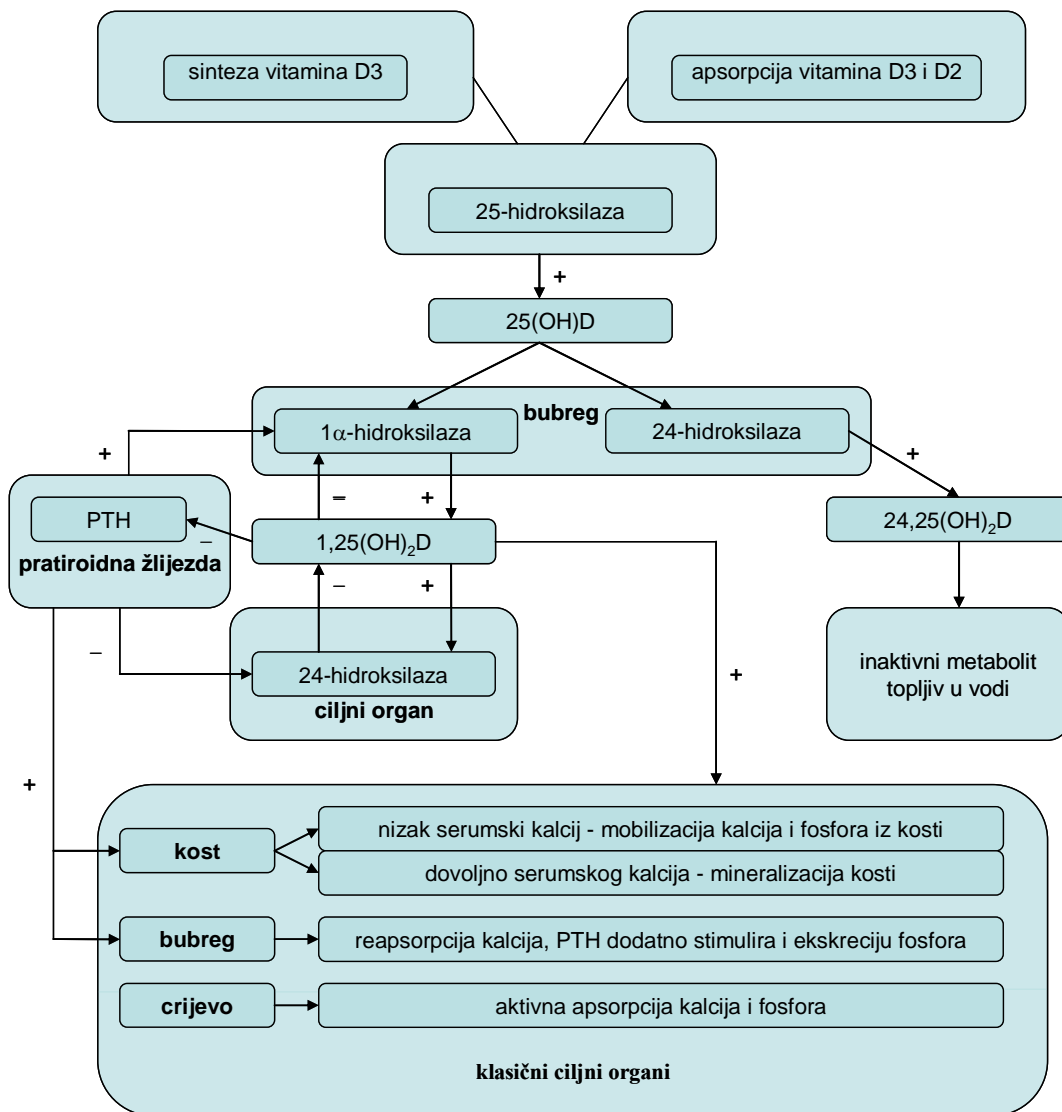 sinteza vitamina D3
apsorpcija vitamina D3 i D2
25-hidroksilaza
+
25(OH)D
bubreg
1α-hidroksilaza
24-hidroksilaza
+
+
=
+
PTH
–
pratiroidna žlijezda
1,25(OH)₂D
24,25(OH)₂D
–
+
–
24-hidroksilaza
ciljni organ
+
inaktivni metabolit
topljiv u vodi
+
kost
nizak serumski kalcij - mobilizacija kalcija i fosfora iz kosti
dovoljno serumskog kalcija - mineralizacija kosti
bubreg
reapsorpcija kalcija, PTH dodatno stimulira i ekskreciju fosfora
crijevo
aktivna apsorpcija kalcija i fosfora
klasični ciljni organi